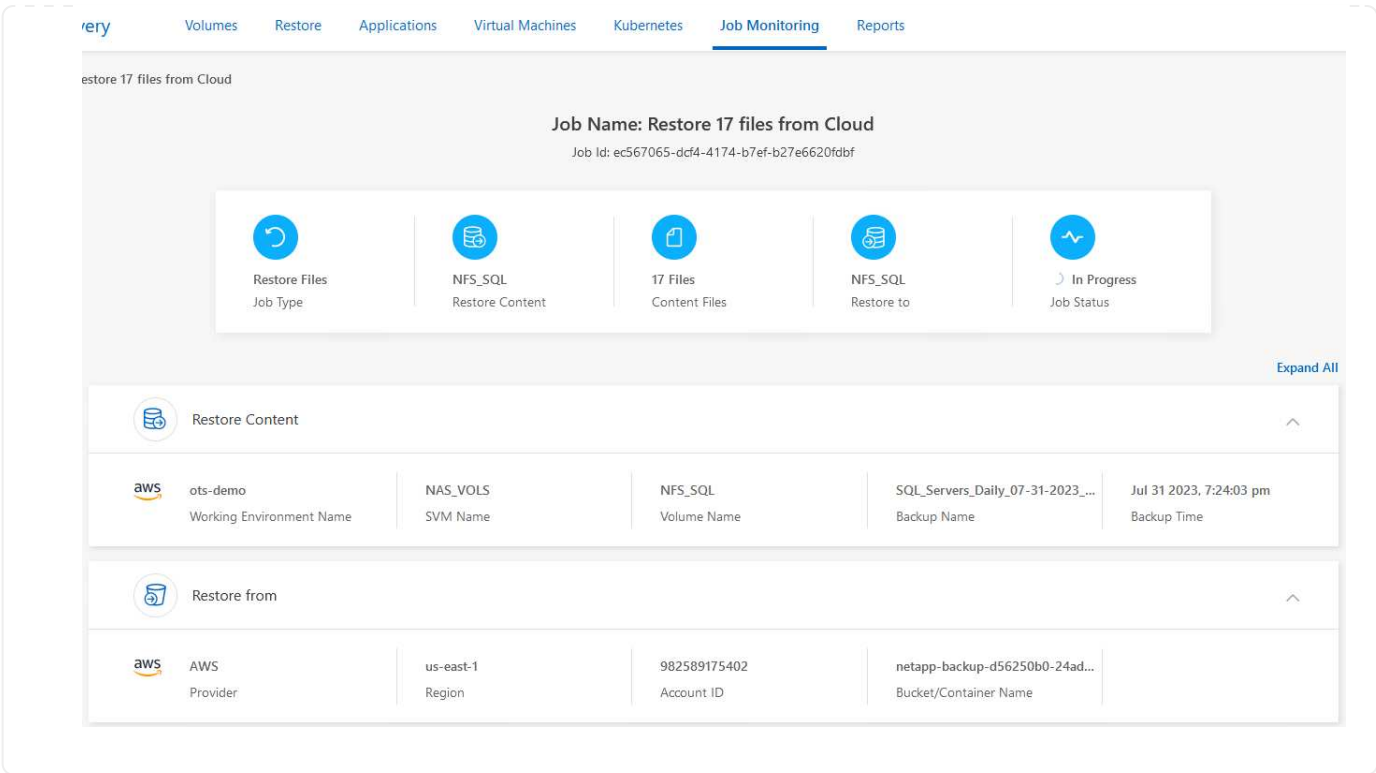 very Volumes Restore Applications Virtual Machines Kubernetes Job Monitoring Reports
estore 17 files from Cloud
Job Name: Restore 17 files from Cloud
Job Id: ec567065-dcf4-4174-b7ef-b27e6620fdbf
Restore Files NFS_SQL 17 Files NFS_SQL In Progress
Job Type Restore Content Content Files Restore to Job Status
Expand All
Restore Content
aws ots-demo NAS_VOLS NFS_SQL SQL_Servers_Daily_07-31-2023_... Jul 31 2023, 7:24:03 pm
Working Environment Name SVM Name Volume Name Backup Name Backup Time
Restore from
aws AWS us-east-1 982589175402 netapp-backup-d56250b0-24ad...
Provider Region Account ID Bucket/Container Name